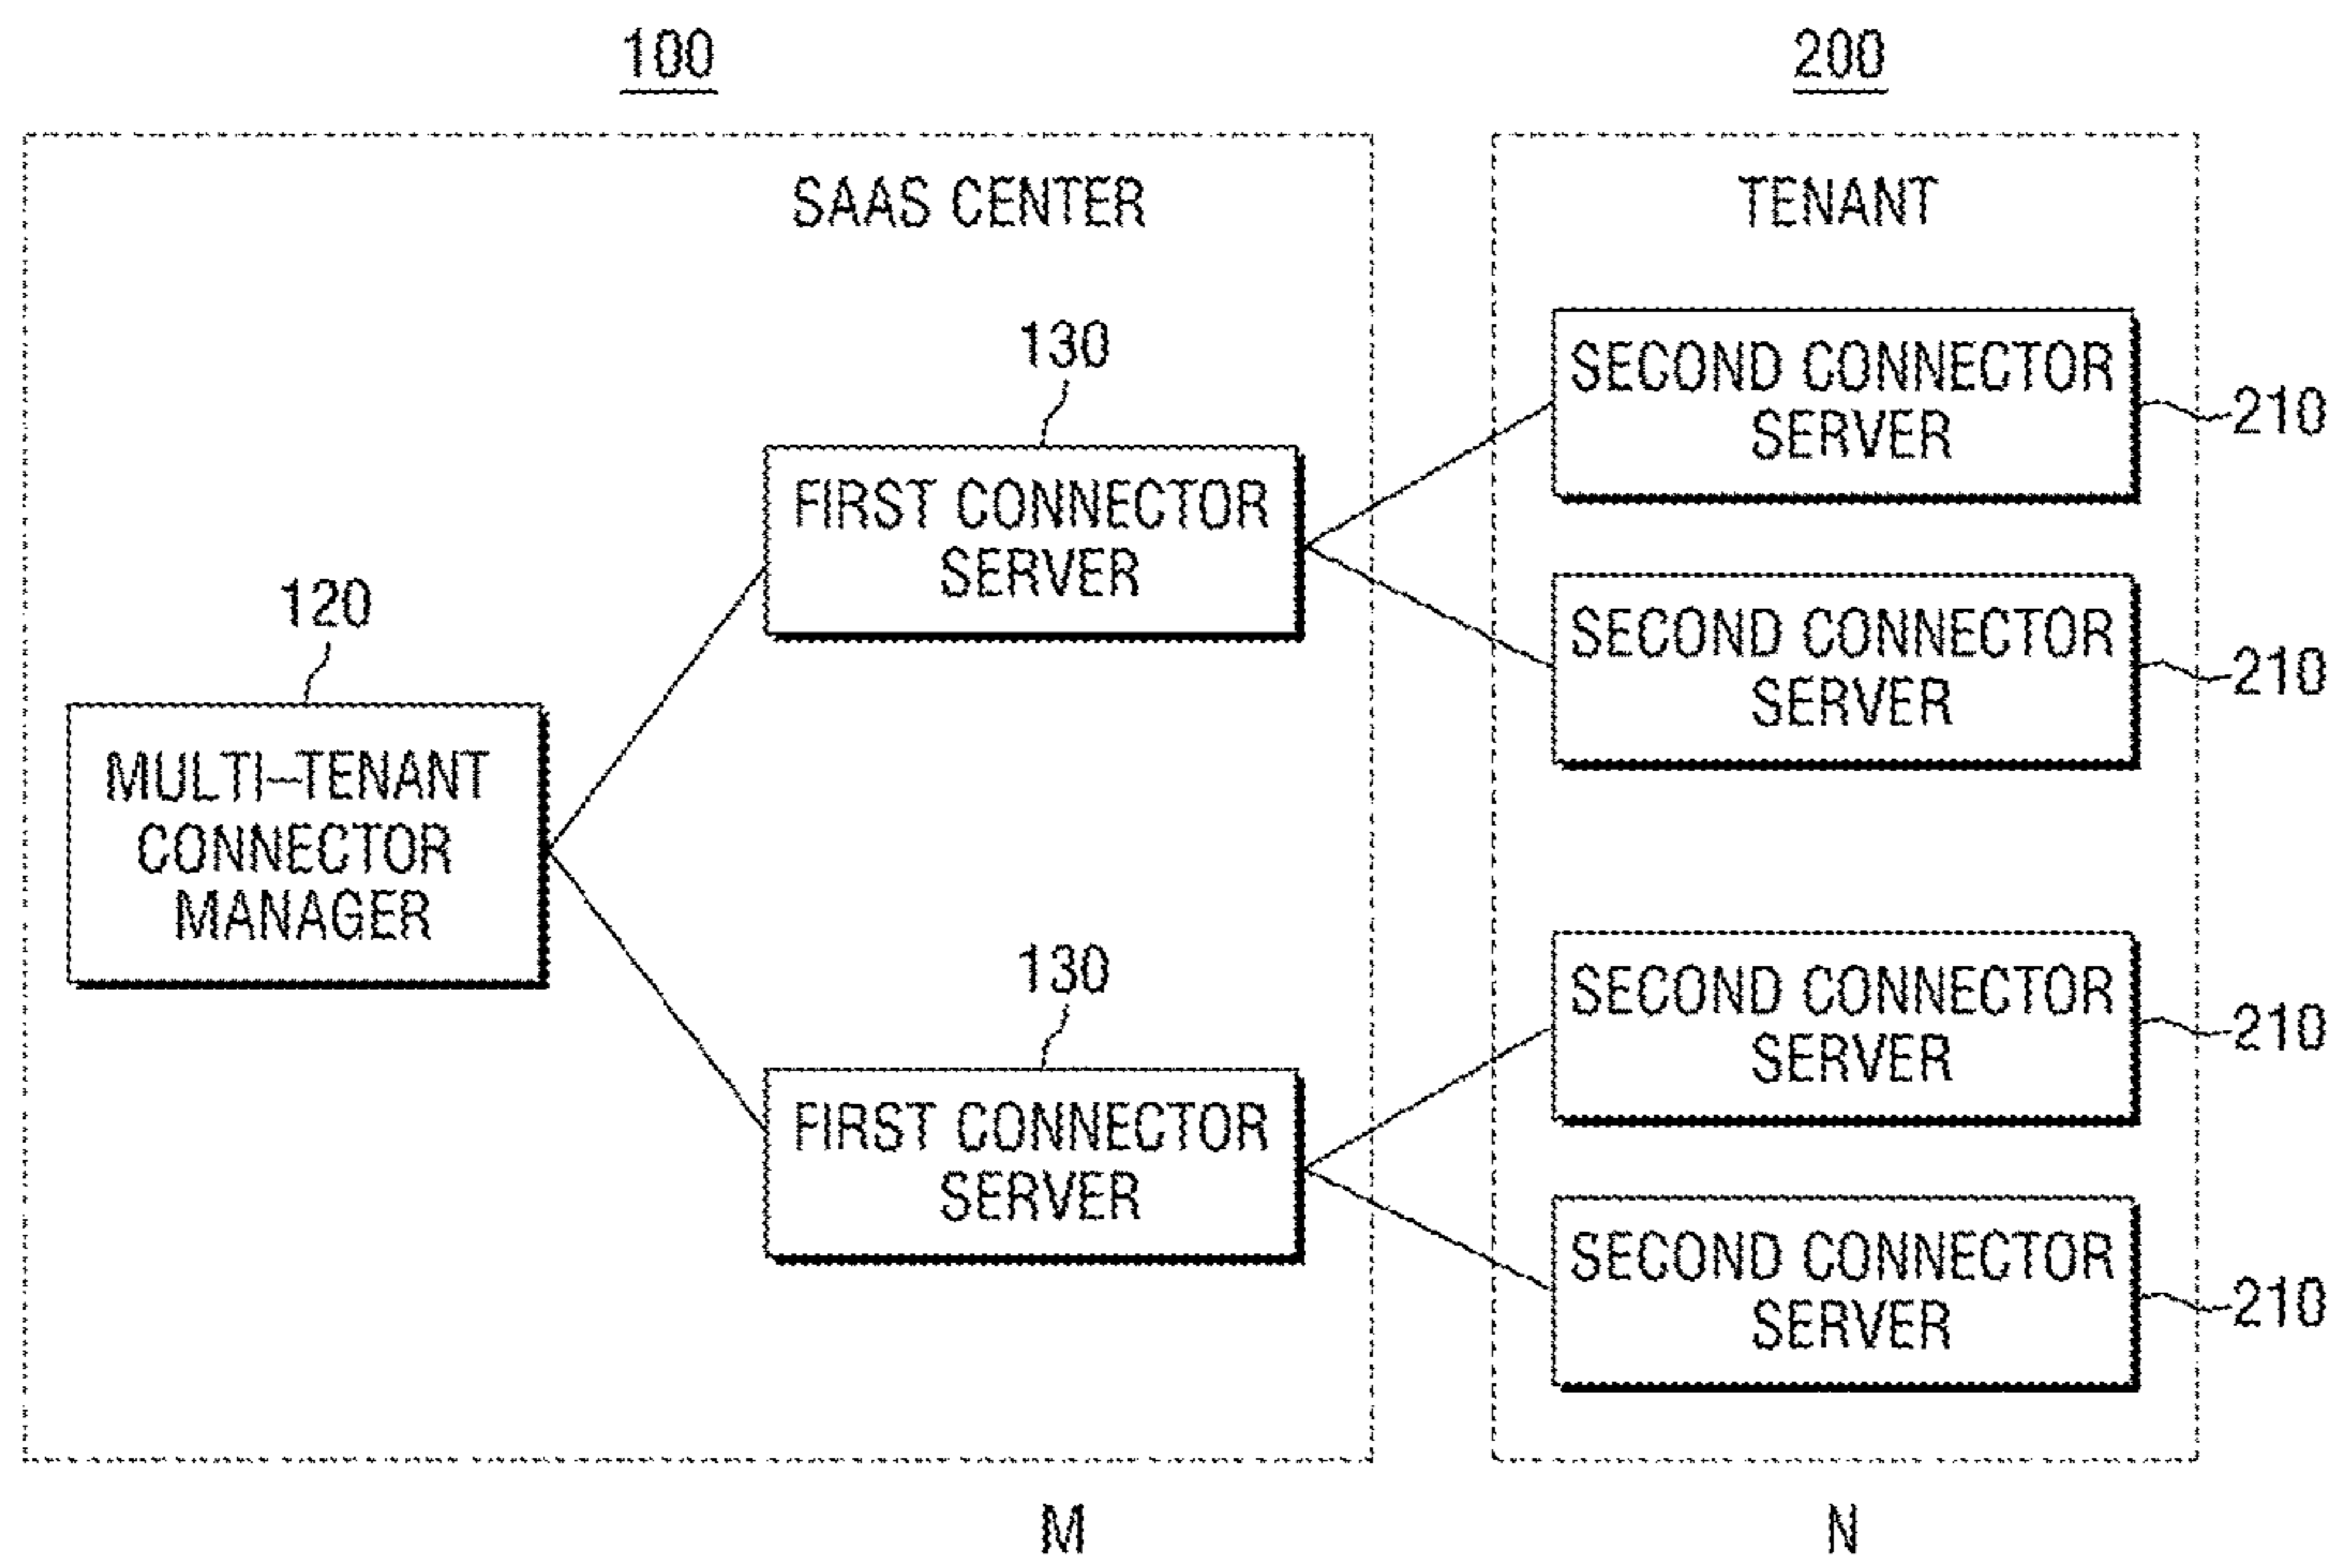 100
200
SAAS CENTER
TENANT
130
FIRST CONNECTOR
SERVER
SECOND CONNECTOR
SERVER
210
SECOND CONNECTOR
SERVER
210
120
MULTI-TENANT
CONNECTOR
MANAGER
130
FIRST CONNECTOR
SERVER
SECOND CONNECTOR
SERVER
210
SECOND CONNECTOR
SERVER
210
M
N